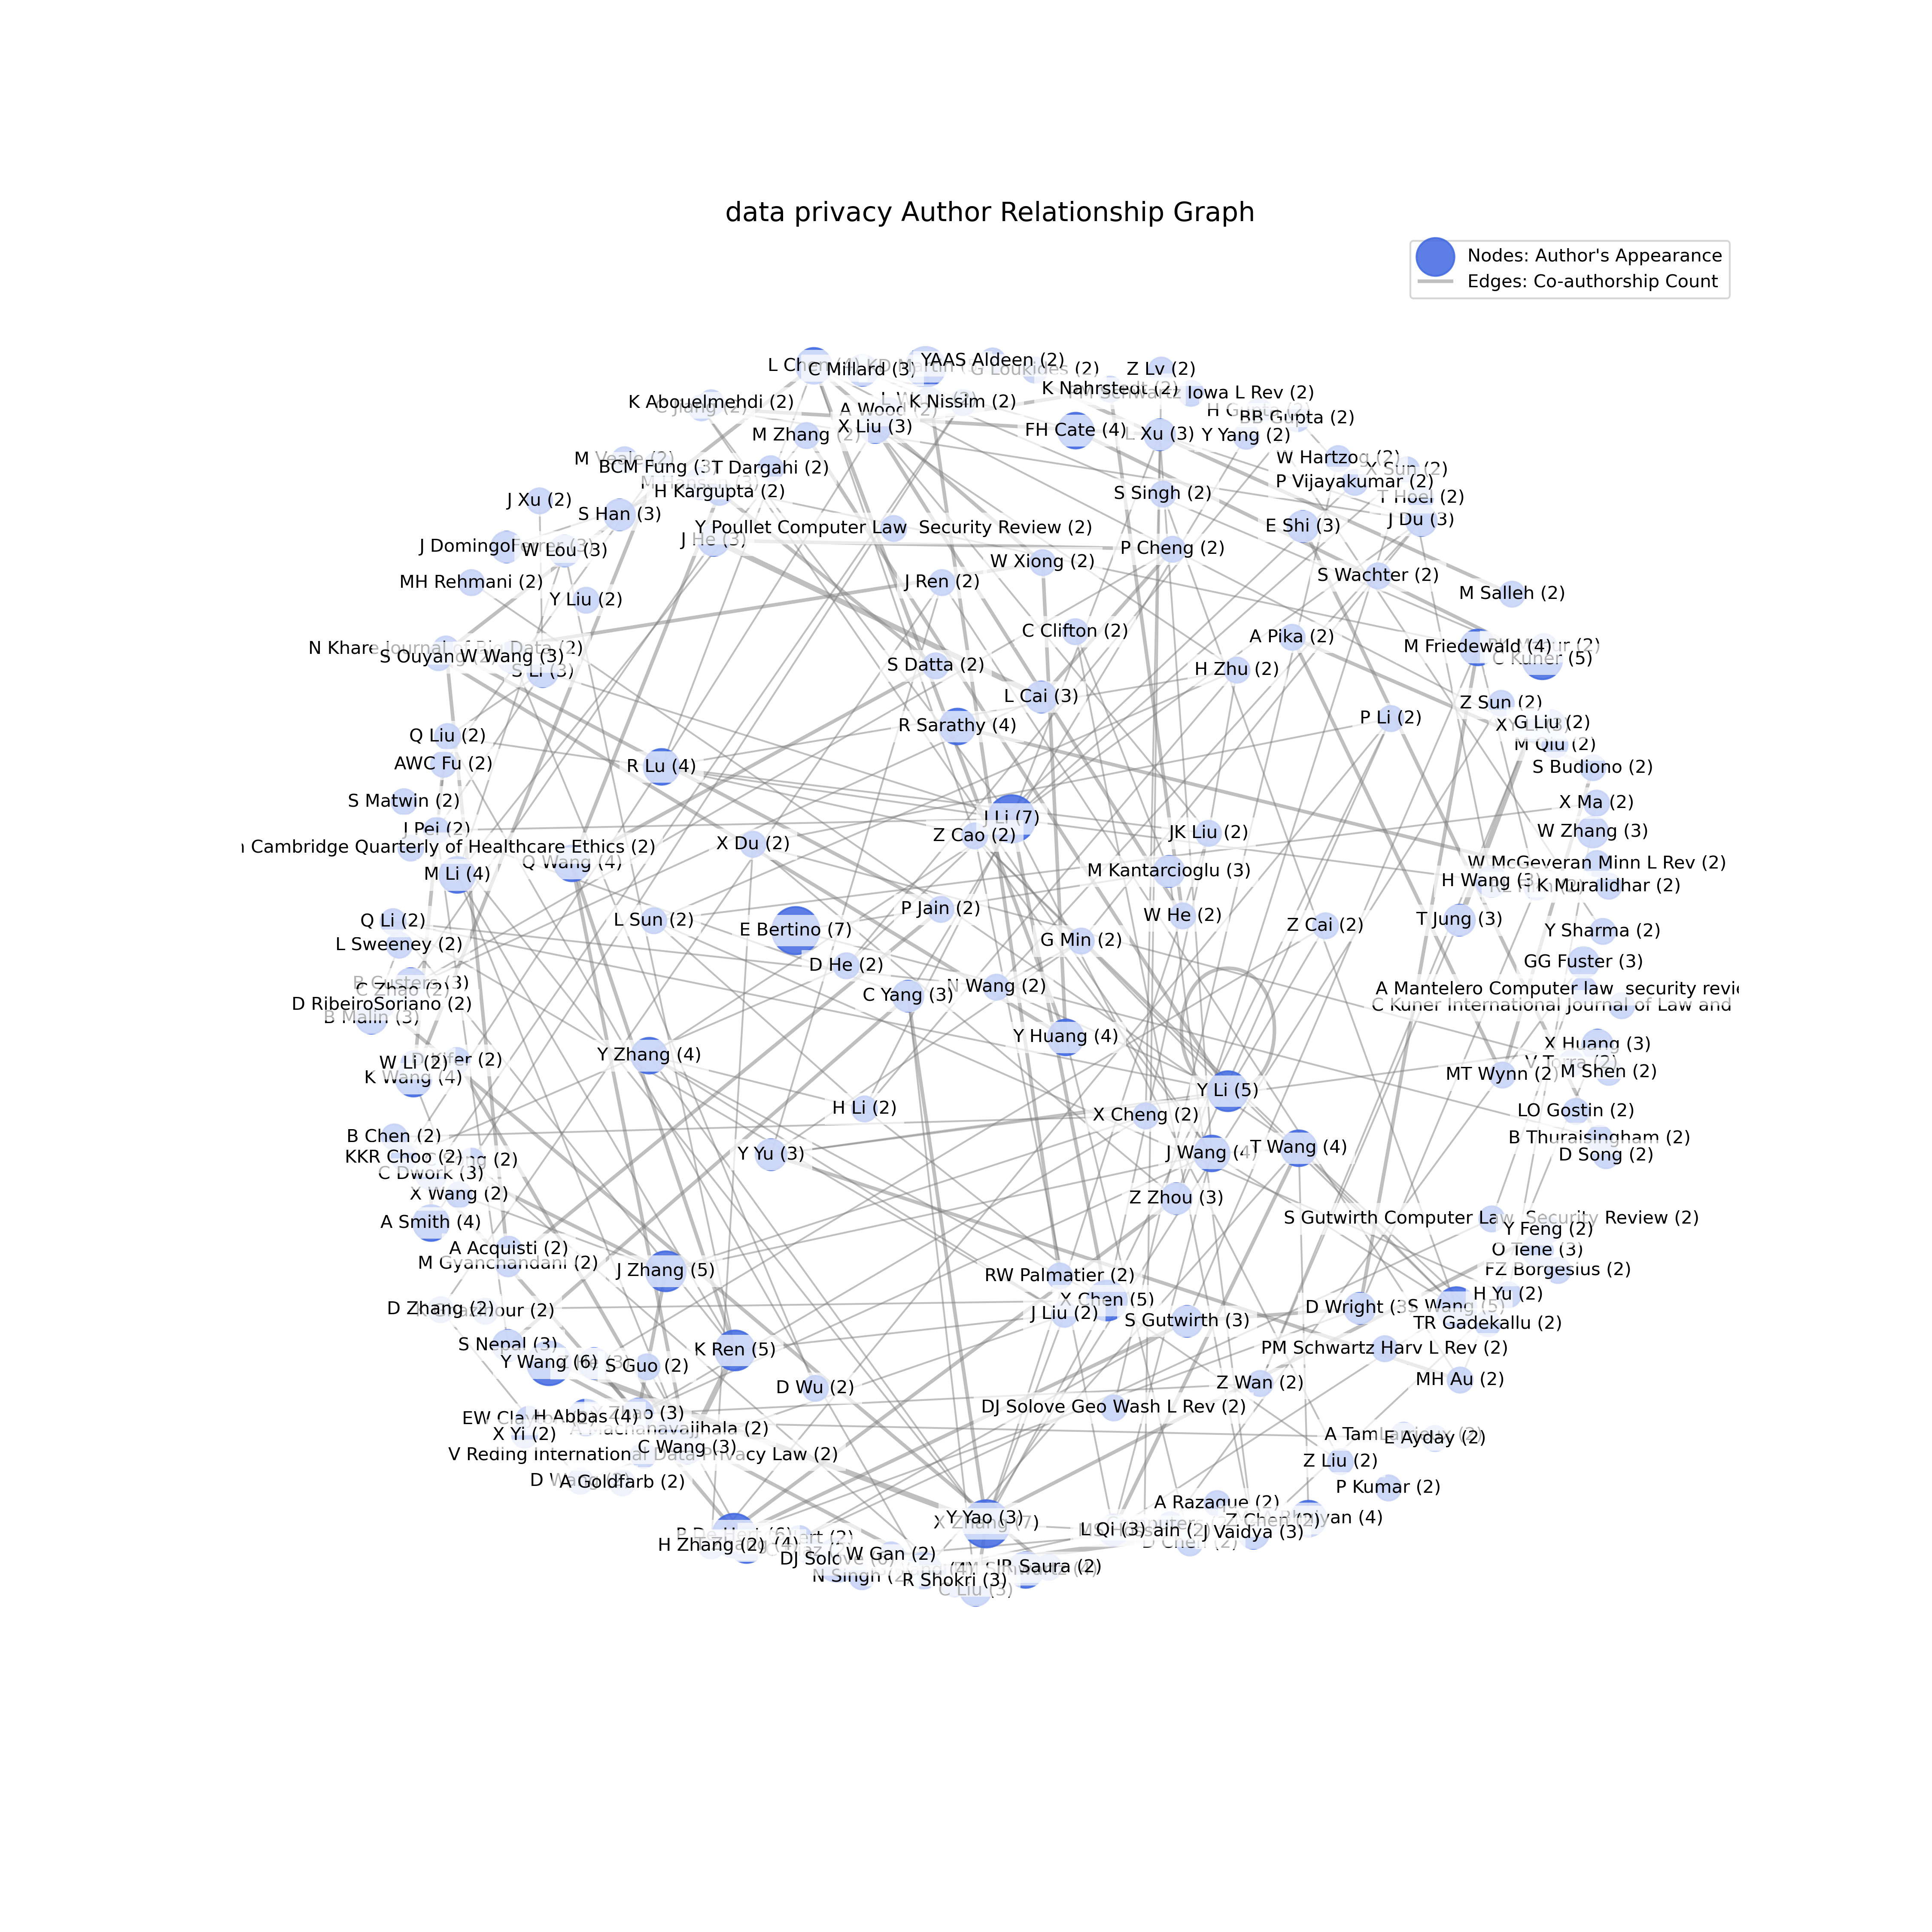 data privacy Author Relationship Graph
Nodes: Author's Appearance
Edges: Co-authorship Count
YAAS Aldeen (2)
C Millard (3)
Z Lv (2)
K Nahrstedt (2)
Iowa L Rev (2)
K Abouelmehdi (2)
K Nissim (2)
A Wood (2)
BB Gupta (2)
X Liu (3)
FH Cate (4)
L Xu (3)
Y Yang (2)
M Zhang (2)
W Hartzog (2)
X Sun (2)
M Veale (2)
BCM Fung (3)
T Dargahi (2)
P Vijayakumar (2)
H Kargupta (2)
S Singh (2)
T Hoel (2)
J Xu (2)
S Han (3)
E Shi (3)
J Du (3)
Y Poullet Computer Law  Security Review (2)
J He (3)
W Lou (3)
P Cheng (2)
W Xiong (2)
S Wachter (2)
MH Rehmani (2)
J Ren (2)
M Salleh (2)
Y Liu (2)
C Clifton (2)
A Pika (2)
M Friedewald (4)
N Khare Journal of Big Data (2)
W Wang (3)
C Kuner (5)
S Li (3)
S Datta (2)
H Zhu (2)
L Cai (3)
Z Sun (2)
P Li (2)
G Liu (2)
R Sarathy (4)
Q Liu (2)
M Qiu (2)
AWC Fu (2)
R Lu (4)
S Budiono (2)
S Matwin (2)
X Ma (2)
J Li (7)
J Pei (2)
Z Cao (2)
JK Liu (2)
W Zhang (3)
Cambridge Quarterly of Healthcare Ethics (2)
X Du (2)
Q Wang (4)
W McGeveran Minn L Rev (2)
M Li (4)
M Kantarcioglu (3)
H Wang (3)
K Muralidhar (2)
P Jain (2)
W He (2)
Q Li (2)
L Sun (2)
T Jung (3)
Z Cai (2)
E Bertino (7)
Y Sharma (2)
L Sweeney (2)
G Min (2)
D He (2)
GG Fuster (3)
B Custers (3)
N Wang (2)
C Zhao (2)
A Mantelero Computer law  security
C Yang (3)
D RibeiroSoriano (2)
C Kuner International Journal of Law and
B Malin (3)
Y Huang (4)
X Huang (3)
Y Zhang (4)
W Li (2)
V Torra (2)
M Shen (2)
MT Wynn (2)
K Wang (4)
Y Li (5)
H Li (2)
LO Gostin (2)
X Cheng (2)
B Chen (2)
B Thuraisingham (2)
T Wang (4)
J Wang (4)
Y Yu (3)
KKR Choo (2)
D Song (2)
C Dwork (3)
X Wang (2)
Z Zhou (3)
A Smith (4)
S Gutwirth Computer Law  Security Review (2)
Y Feng (2)
A Acquisti (2)
O Tene (3)
M Gyanchandani (2)
J Zhang (5)
FZ Borgesius (2)
RW Palmatier (2)
H Yu (2)
X Chen (5)
D Zhang (2)
D Wright (3)
S Wang (5)
J Liu (2)
S Gutwirth (3)
TR Gadekallu (2)
S Nepal (3)
PM Schwartz Harv L Rev (2)
K Ren (5)
Y Wang (6)
S Guo (2)
MH Au (2)
Z Wan (2)
D Wu (2)
DJ Solove Geo Wash L Rev (2)
H Abbas (4)
X Yi (2)
E Ayday (2)
C Wang (3)
V Reding International Data Privacy Law (2)
Z Liu (2)
A Goldfarb (2)
P Kumar (2)
A Razaque (2)
Y Yao (3)
X Zhang (7)
Z Chen (2)
L Qi (3)
J Vaidya (3)
D Chen (2)
H Zhang (2)
W Gan (2)
JR Saura (2)
N Singh (2)
R Shokri (3)
C Liu (3)